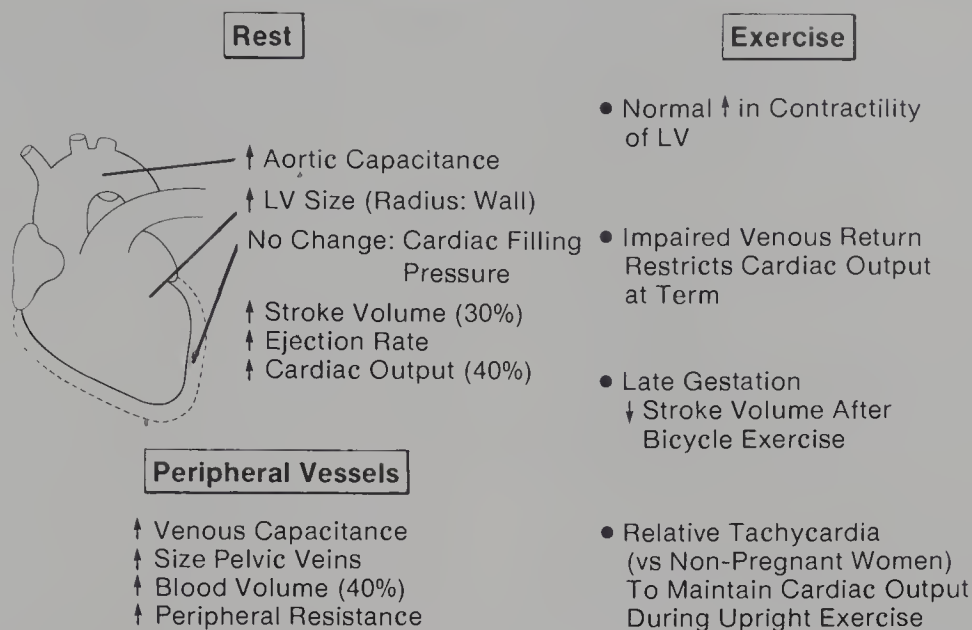 Rest
↑ Aortic Capacitance
↑ LV Size (Radius: Wall)
No Change: Cardiac Filling
Pressure
↑ Stroke Volume (30%)
↑ Ejection Rate
↑ Cardiac Output (40%)
Peripheral Vessels
↑ Venous Capacitance
↑ Size Pelvic Veins
↑ Blood Volume (40%)
↑ Peripheral Resistance
Exercise
• Normal ↑ in Contractility
of LV
• Impaired Venous Return
Restricts Cardiac Output
at Term
• Late Gestation
↓ Stroke Volume After
Bicycle Exercise
• Relative Tachycardia
(vs Non-Pregnant Women)
To Maintain Cardiac Output
During Upright Exercise